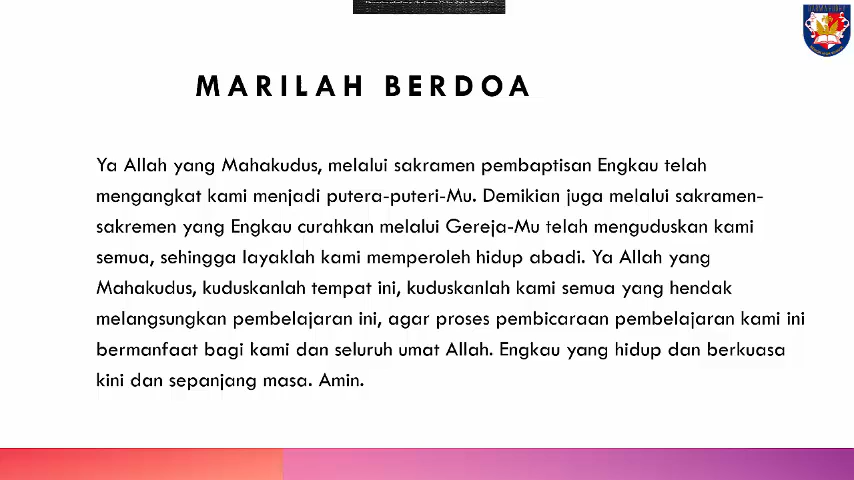 MARILAH BERDOA
Ya Allah yang Mahakudus, melalui sakramen pembaptisan Engkau telah
mengangkat kami menjadi putera-puteri-Mu. Demikian juga melalui sakramen-
sakremen yang Engkau curahkan melalui Gereja-Mu telah menguduskan kami
semua, sehingga layaklah kami memperoleh hidup abadi. Ya Allah yang
Mahakudus, kuduskanlah tempat ini, kuduskanlah kami semua yang hendak
melangsungkan pembelajaran ini, agar proses pembicaraan pembelajaran kami ini
bermanfaat bagi kami dan seluruh umat Allah. Engkau yang hidup dan berkuasa
kini dan sepanjang masa. Amin.